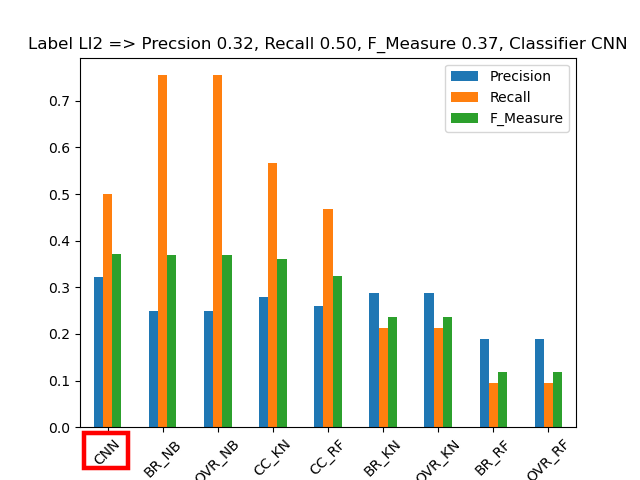 Label LI2 => Precsion 0.32, Recall 0.50, F_Measure 0.37, Classifier CNN
Precision
Recall
F_Measure
0.7
0.6
0.5
0.4
0.3
0.2
0.1
0.0
CNN
BR_NB
OVR_NB
CC_KN
CC_RF
BR_KN
OVR_KN
BR_RF
OVR_RF